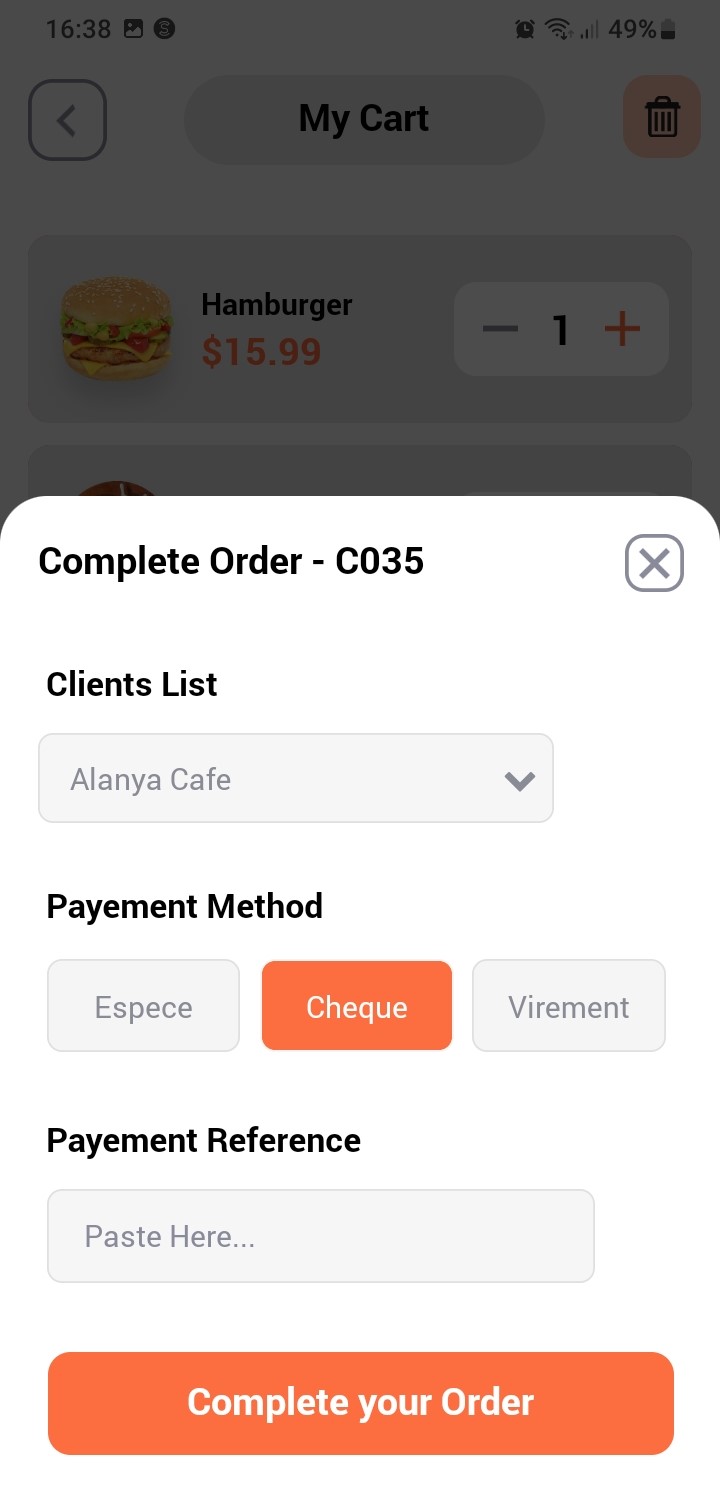 16:38
49%
My Cart
Hamburger
$15.99
1
Complete Order - C035
Clients List
Alanya Cafe
Payement Method
Espece
Cheque
Virement
Payement Reference
Paste Here...
Complete your Order